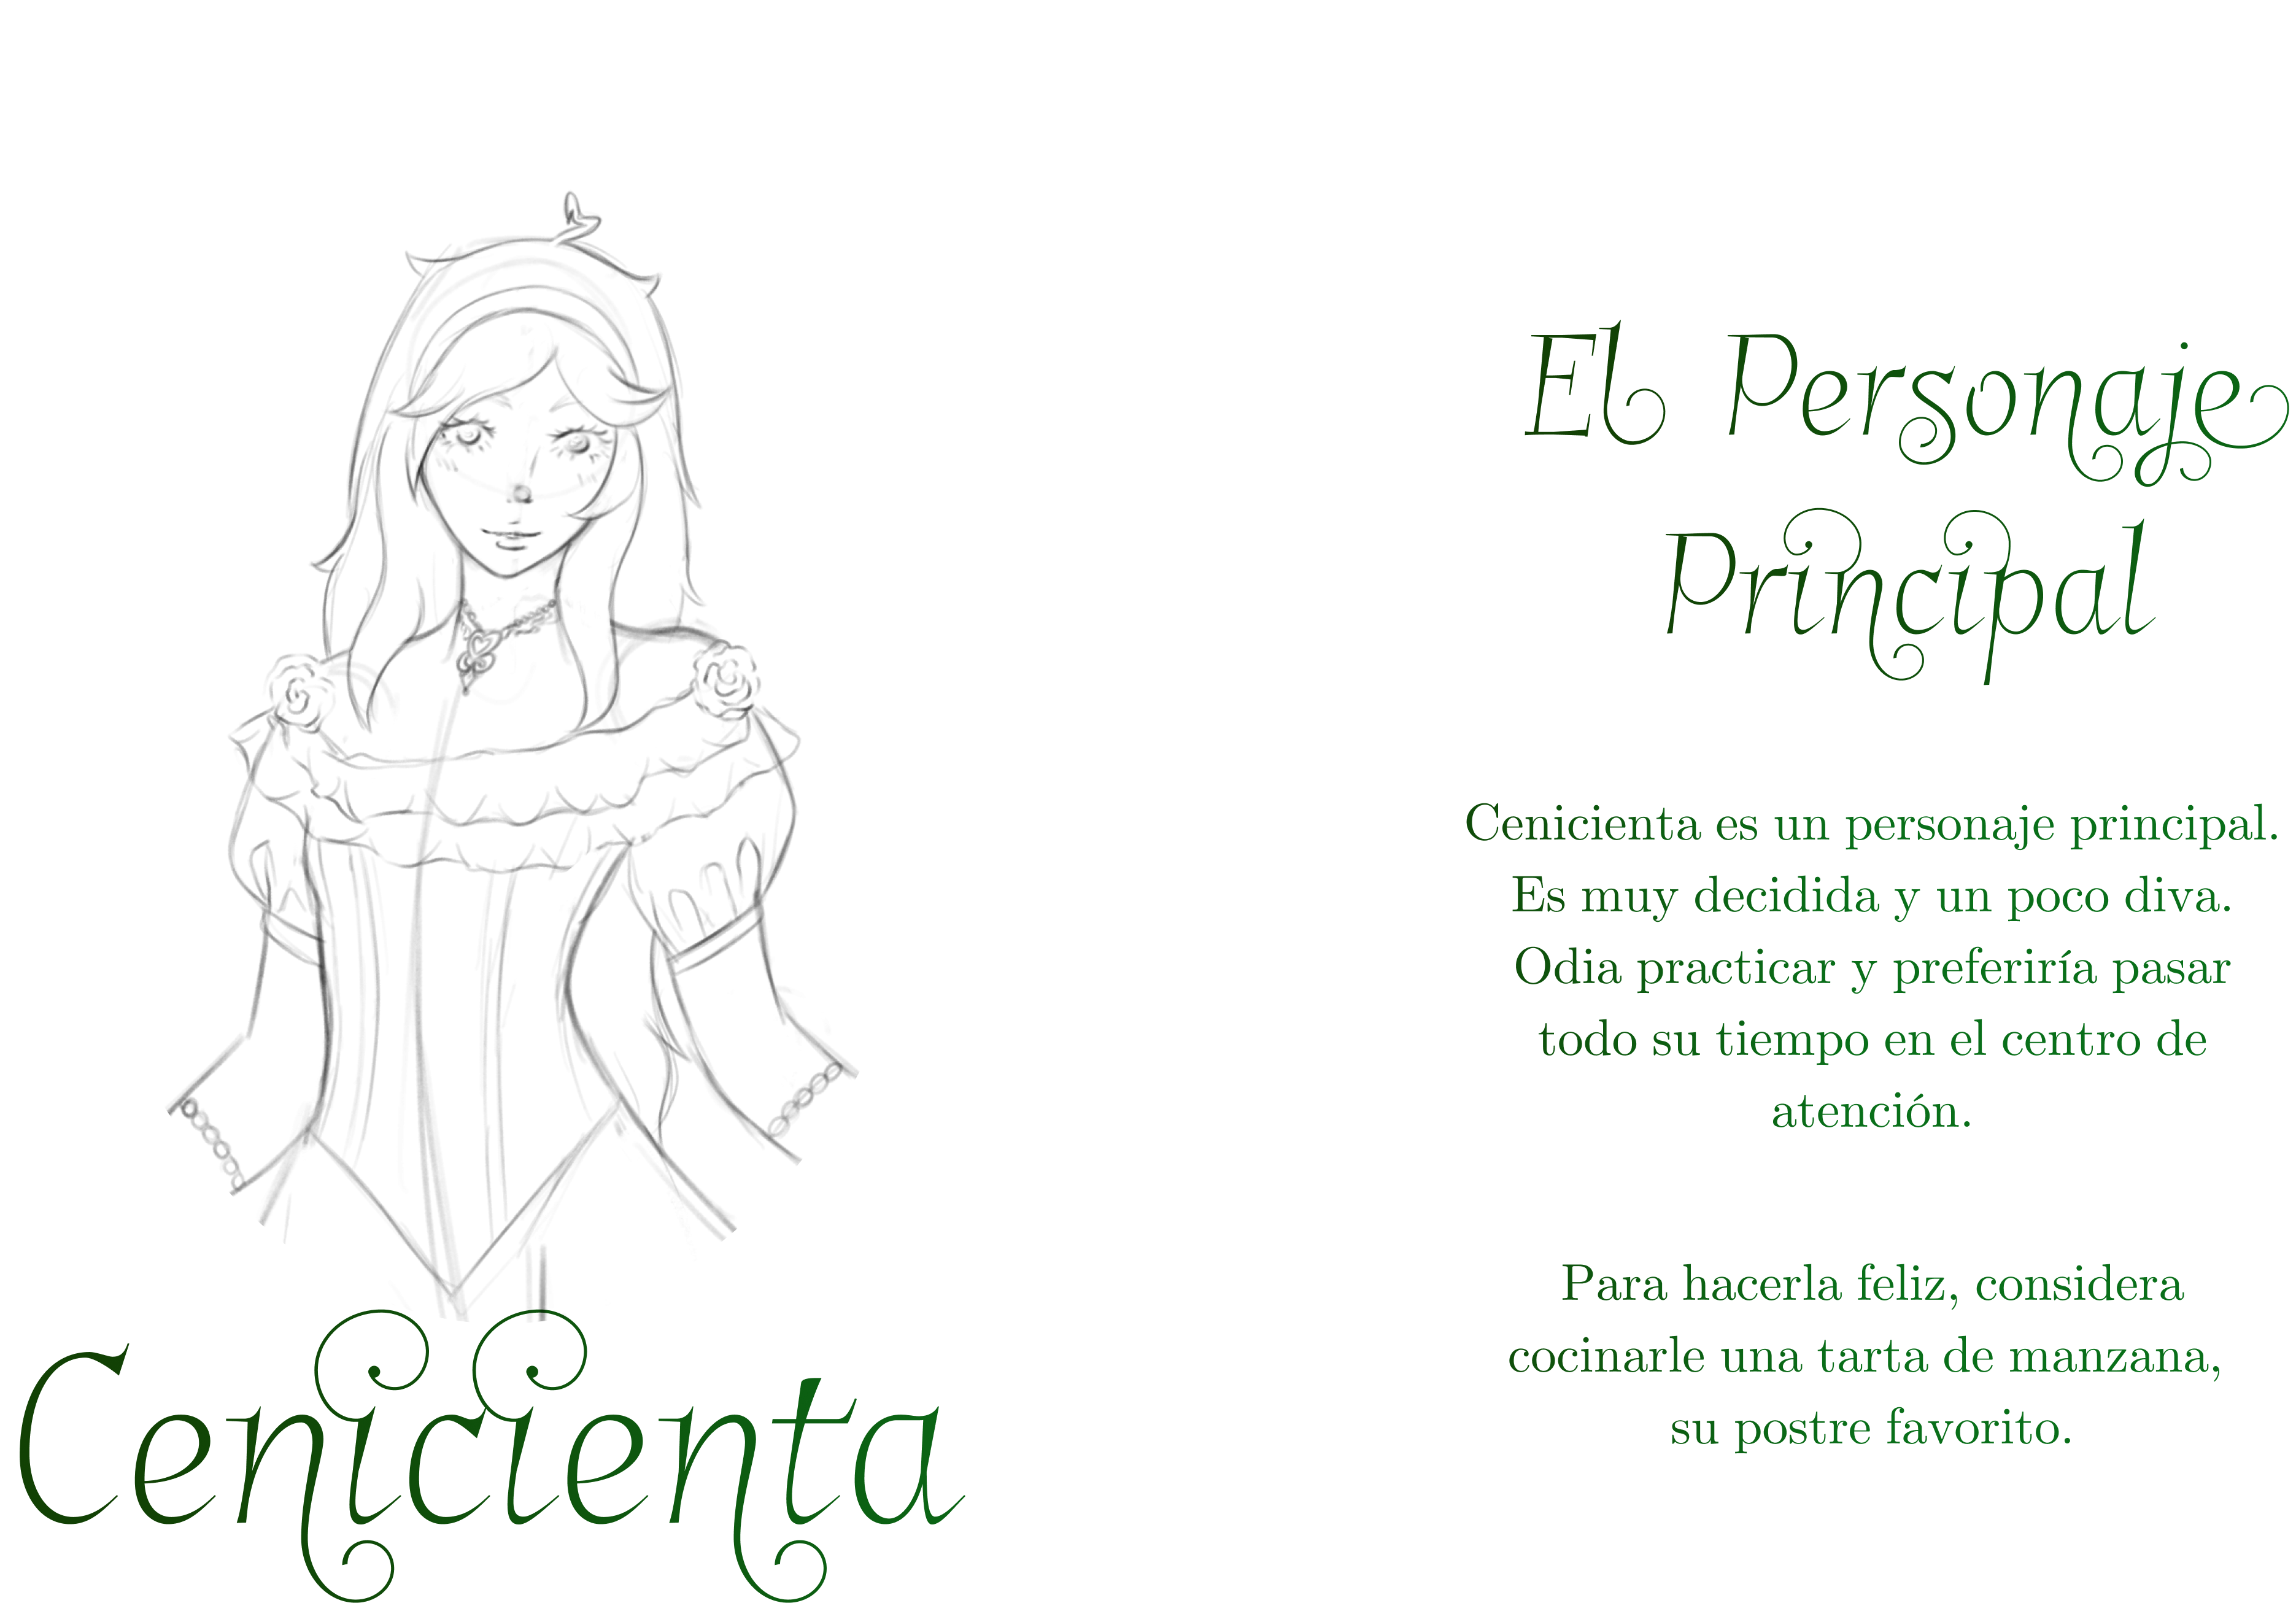 El Personaje
Principal
Cenicienta es un personaje principal.
Es muy decidida y un poco diva.
Odia practicar y preferiría pasar
todo su tiempo en el centro de
atención.
Para hacerla feliz, considera
cocinarle una tarta de manzana,
su postre favorito.
Cenicienta